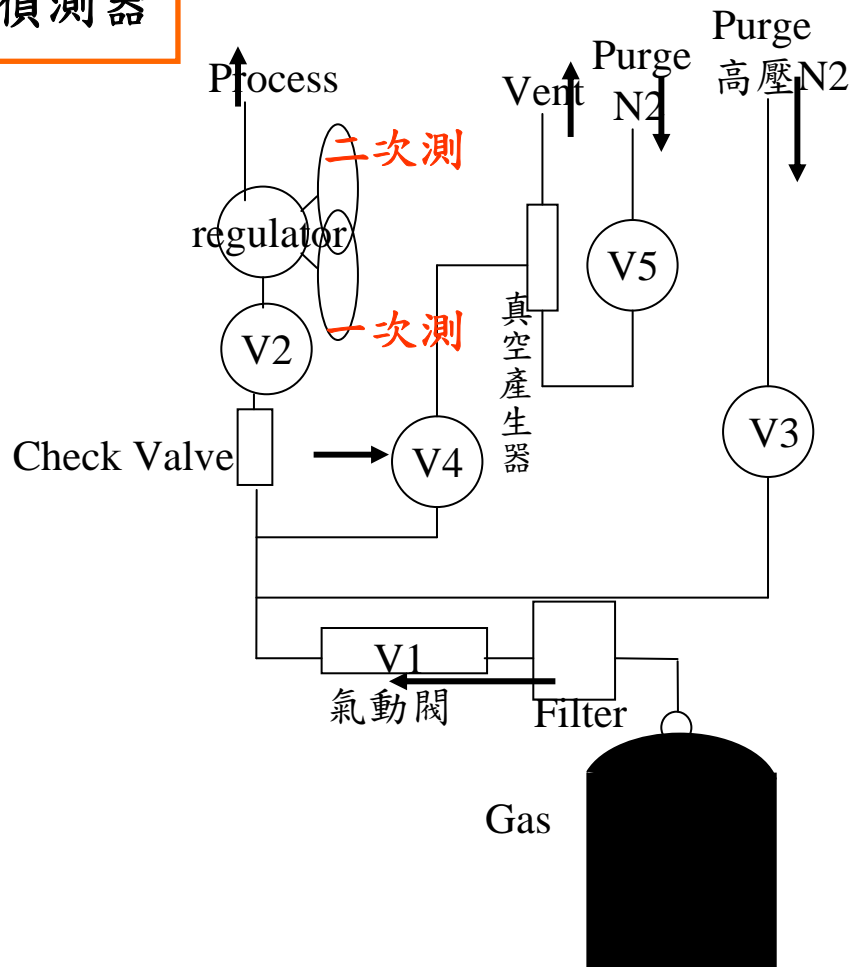 偵測器
Purge
高壓N2
Purge
N2
Vent
Process
二次測
regulator
V5
一次測
V2
真空產生器
V3
Check Valve
V4
V1
氣動閥
Filter
Gas